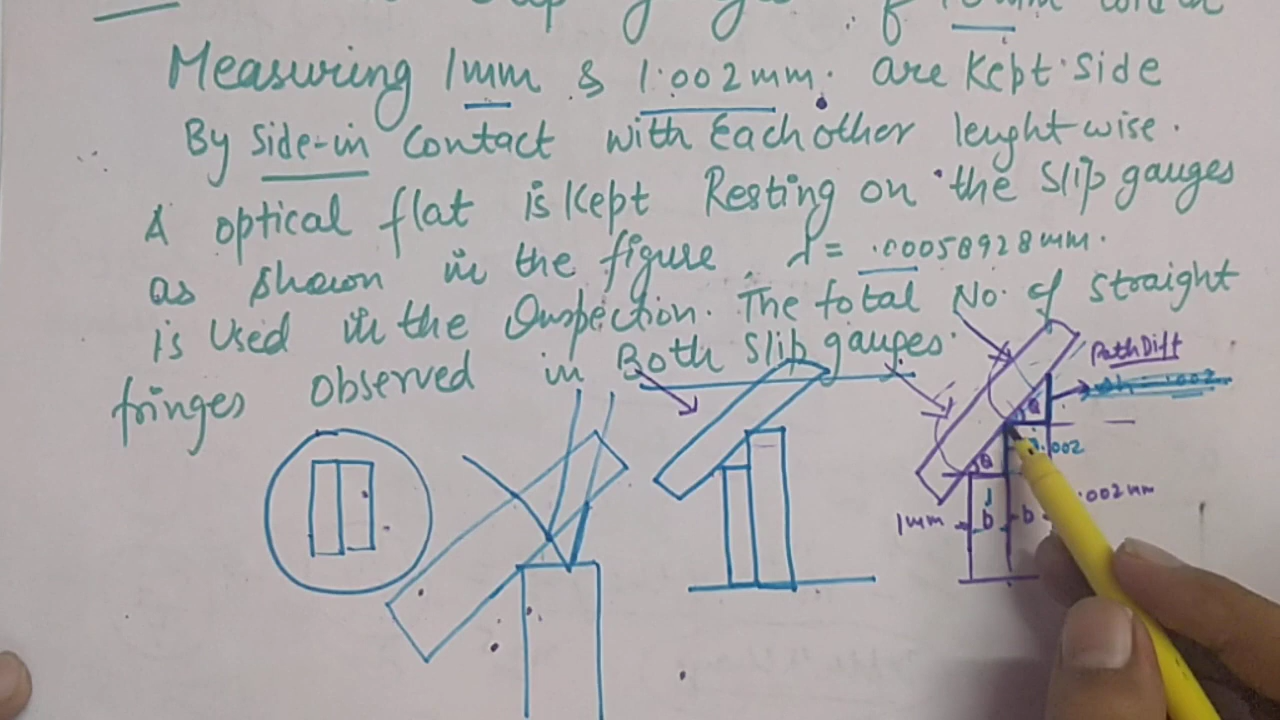 Measuring 1mm & 1.002mm. are Kept Side
By Side-in Contact with Each other lenght wise.
A optical flat is Kept Resting on the Slip gauges
as shown in the figure. λ = .00058928mm.
is Used in the Inspection. The total No. of straight
fringes observed in Both Slip gauges.
Path Diff
θ
.002
θ
1mm
b
b
.002mm